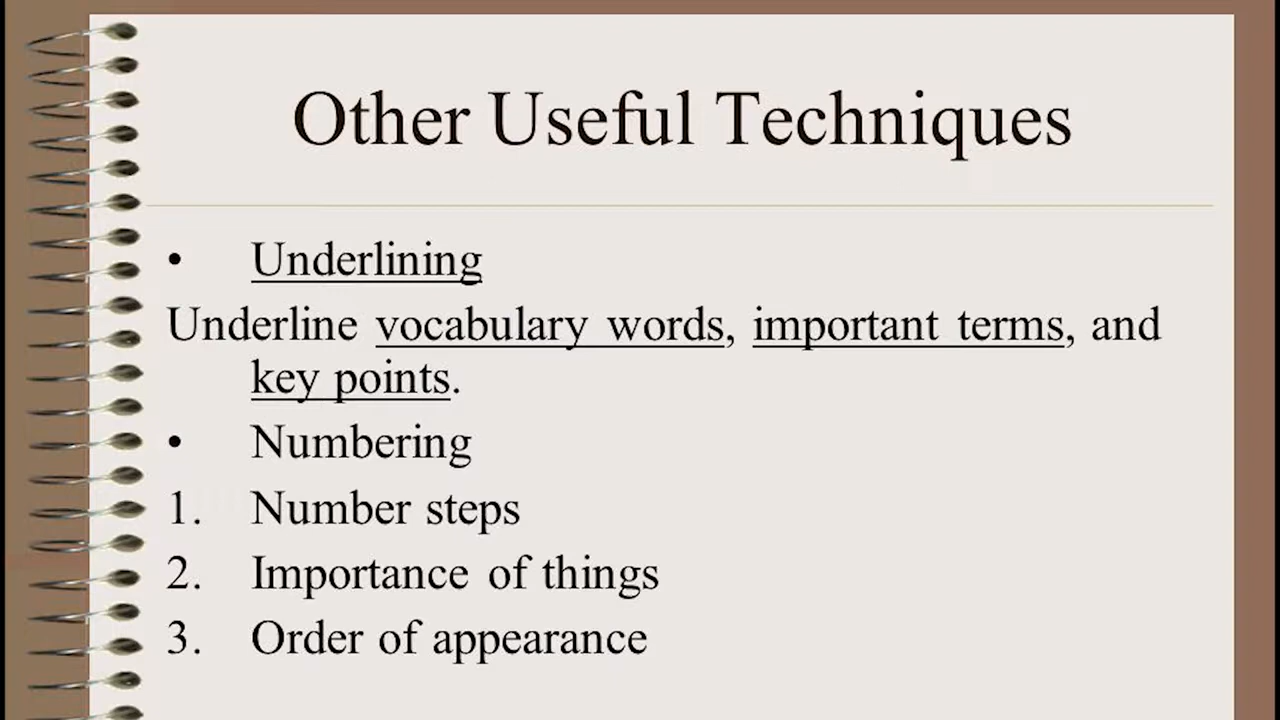 Other Useful Techniques
• Underlining
Underline vocabulary words, important terms, and
key points.
• Numbering
1. Number steps
2. Importance of things
3. Order of appearance